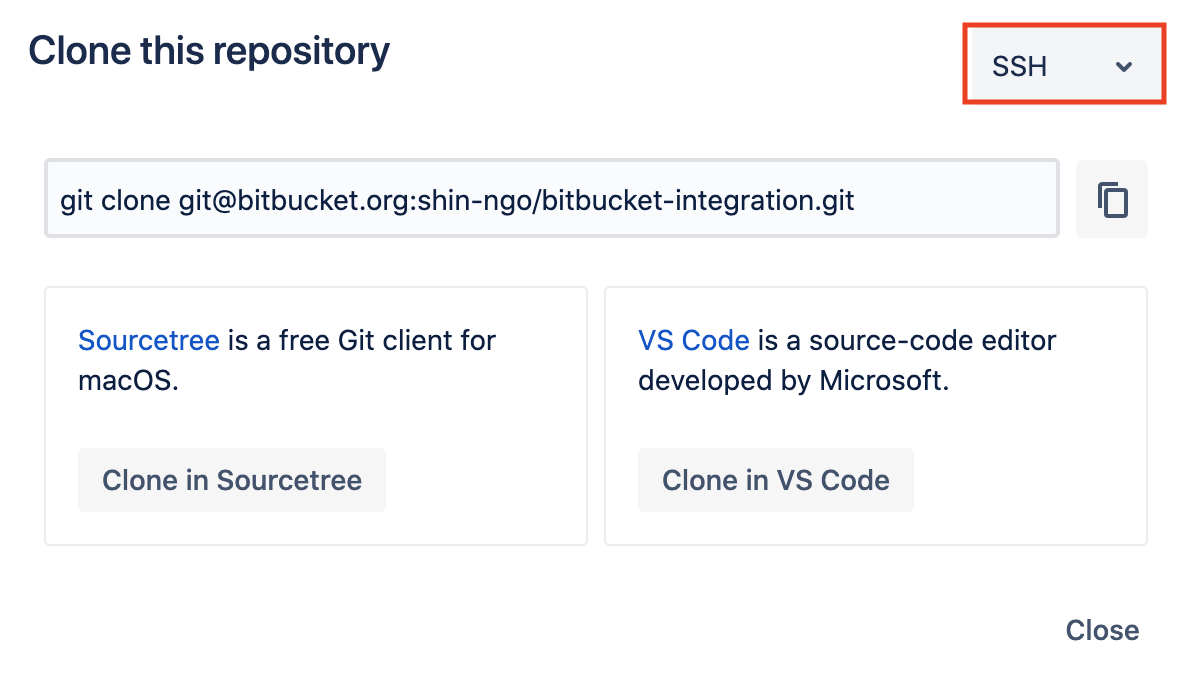 Clone this repository
SSH
git clone git@bitbucket.org:shin-ngo/bitbucket-integration.git
Sourcetree is a free Git client for
macOS.
Clone in Sourcetree
VS Code is a source-code editor
developed by Microsoft.
Clone in VS Code
Close